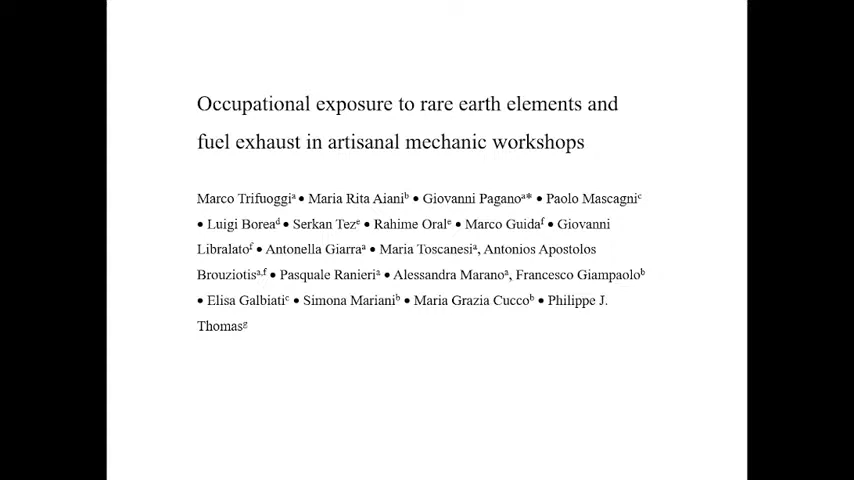 Occupational exposure to rare earth elements and
fuel exhaust in artisanal mechanic workshops
Marco Trifuoggiᵃ ● Maria Rita Aianiᵇ ● Giovanni Paganoᵃ* ● Paolo Mascagniᶜ
● Luigi Boreaᵈ ● Serkan Tezᵉ ● Rahime Oralᵉ ● Marco Guidaᶠ ● Giovanni
Libralatoᶠ ● Antonella Giarraᵃ ● Maria Toscanesiᵃ, Antonios Apostolos
Brouziotisᵃ,ᶠ ● Pasquale Ranieriᵃ ● Alessandra Maranoᵃ, Francesco Giampaoloᵇ
● Elisa Galbiatiᶜ ● Simona Marianiᵇ ● Maria Grazia Cuccoᵇ ● Philippe J.
Thomasᵍ